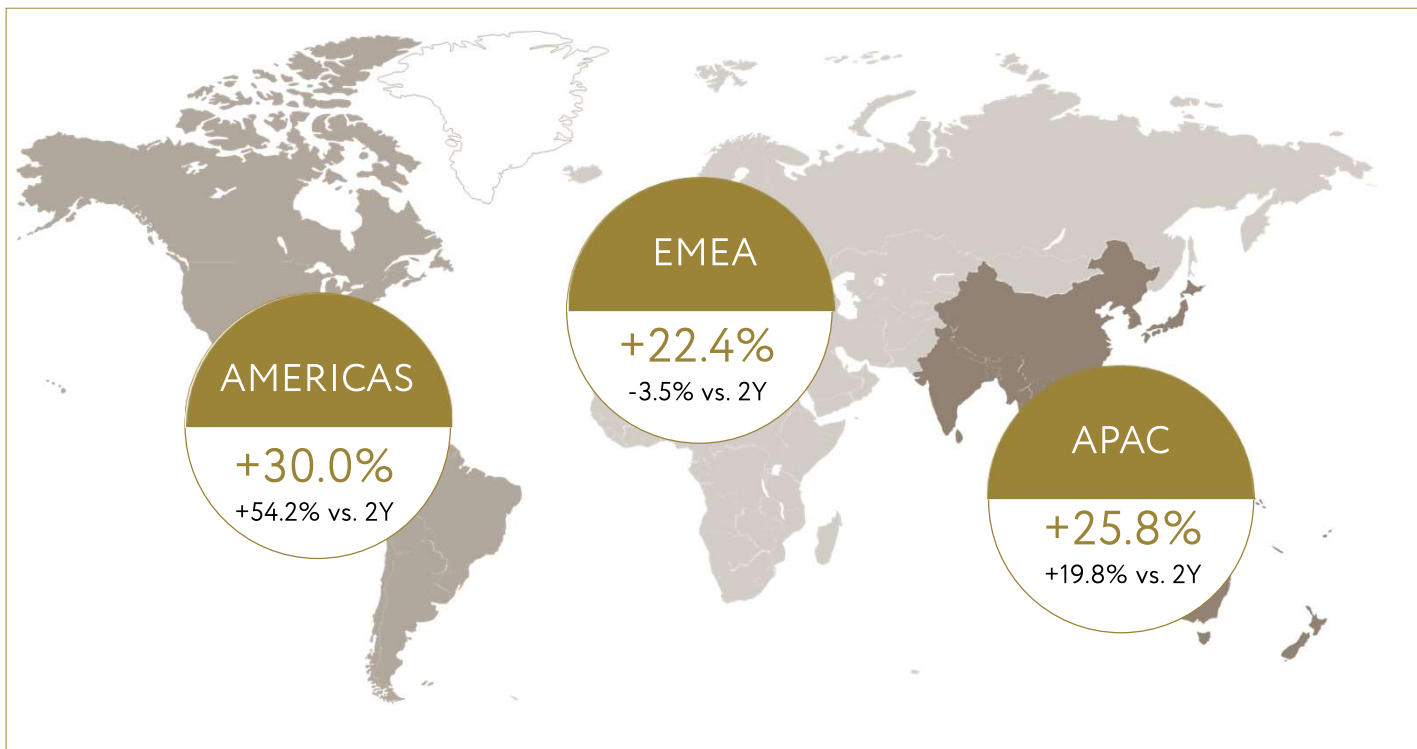 EMEA
+22.4%
-3.5% vs. 2Y
AMERICAS
+30.0%
+54.2% vs. 2Y
APAC
+25.8%
+19.8% vs. 2Y